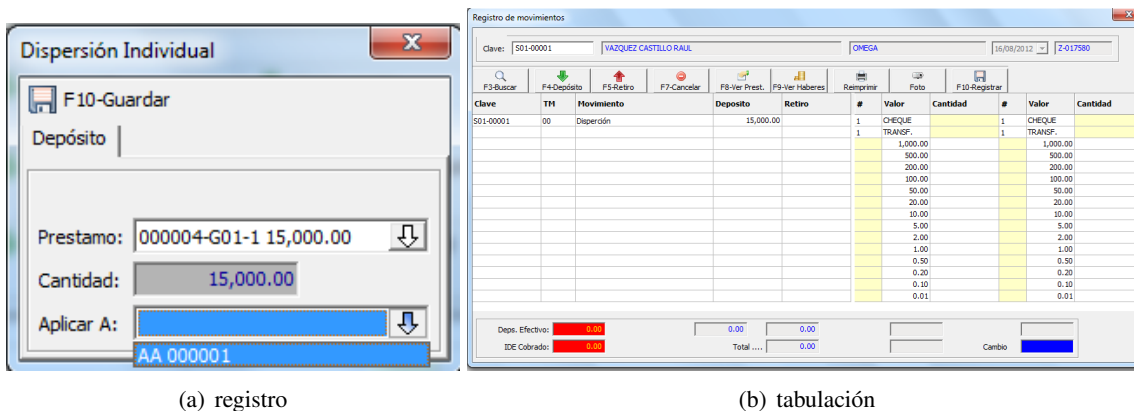 Dispersión Individual
F10-Guardar
Depósito
Prestamo: 000004-G01-1 15,000.00
Cantidad: 15,000.00
Aplicar A:
AA 000001
(a) registro
Registro de movimientos
Clave: S01-00001 VAZQUEZ CASTILLO RAUL OMEGA 16/08/2012 Z-017580
F3-Buscar F4-Depósito F5-Retiro F7-Cancelar F8-Ver Prest. F9-Ver Haberes Reimprimir Foto F10-Registrar
Clave TM Movimiento Deposito Retiro # Valor Cantidad # Valor Cantidad
S01-00001 00 Disperción 15,000.00 1 CHEQUE 1 CHEQUE
1 TRANSF. 1 TRANSF.
1,000.00 1,000.00
500.00 500.00
200.00 200.00
100.00 100.00
50.00 50.00
20.00 20.00
10.00 10.00
5.00 5.00
2.00 2.00
1.00 1.00
0.50 0.50
0.20 0.20
0.10 0.10
0.01 0.01
Deps. Efectivo: 0.00 0.00 0.00
IDE Cobrado: 0.00 Total .... 0.00 Cambio
(b) tabulación